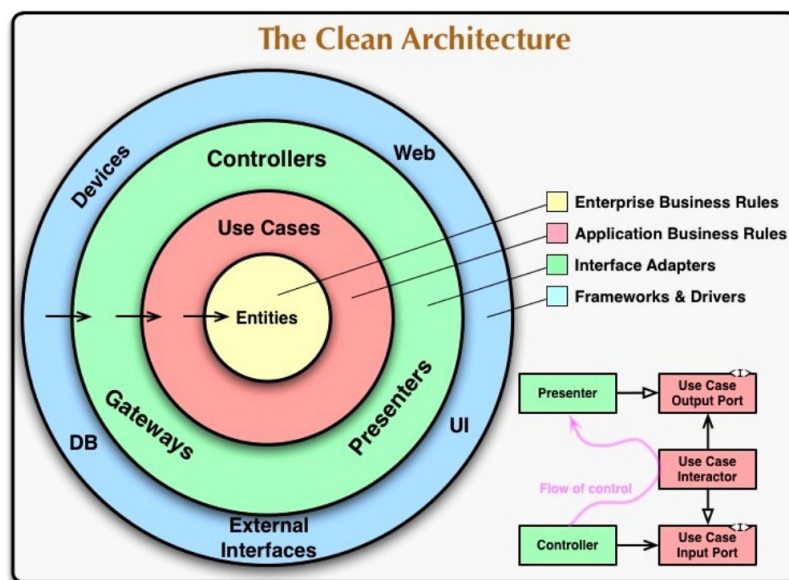 The Clean Architecture
Devices
Web
Controllers
Use Cases
Entities
Gateways
Presenters
DB
UI
External
Interfaces
Enterprise Business Rules
Application Business Rules
Interface Adapters
Frameworks & Drivers
Presenter
<I>
Use Case
Output Port
Flow of control
Use Case
Interactor
Controller
<I>
Use Case
Input Port